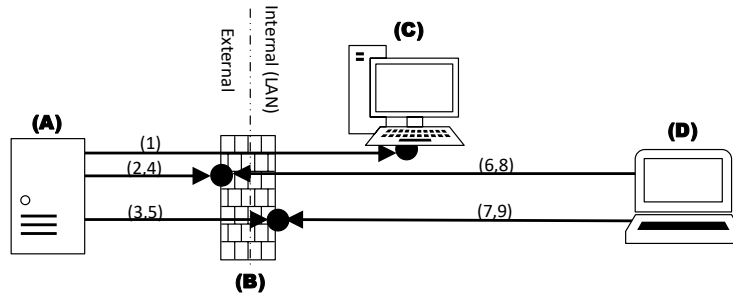 (C)
Internal (LAN)
External
(A)
(D)
(1)
(2,4)
(6,8)
(3,5)
(7,9)
(B)